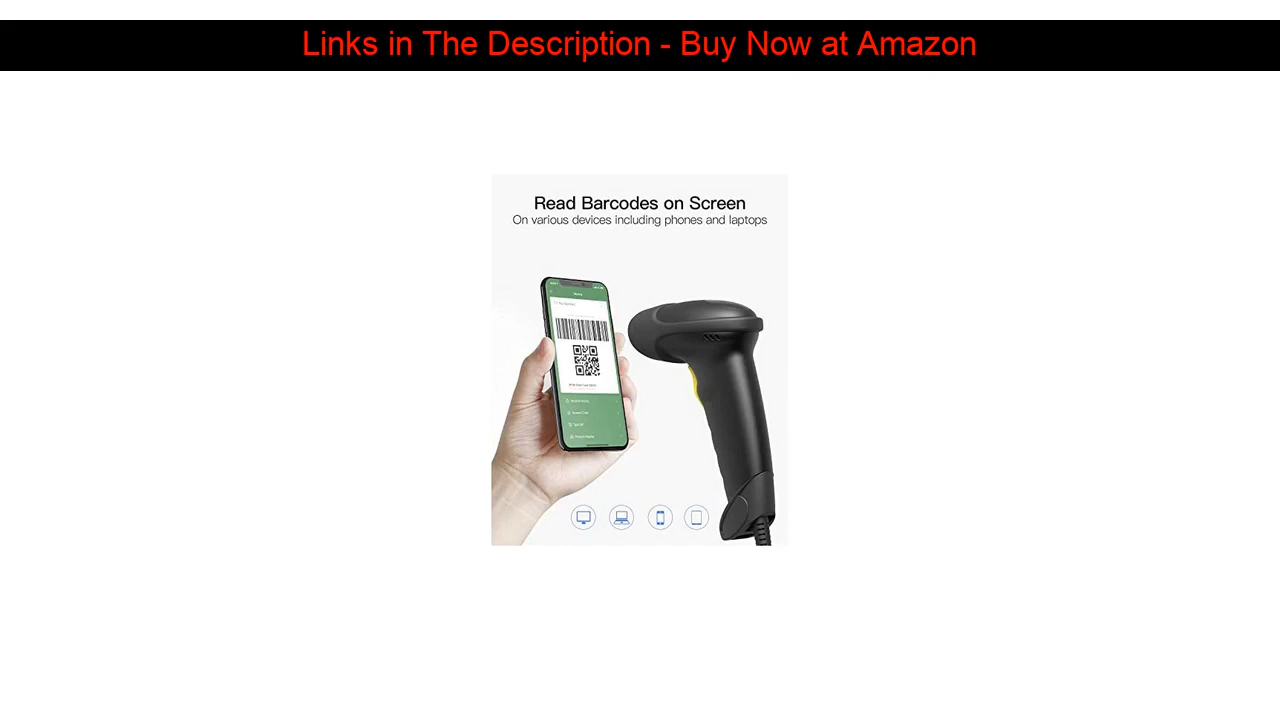 Links in The Description - Buy Now at Amazon
Read Barcodes on Screen
On various devices including phones and laptops